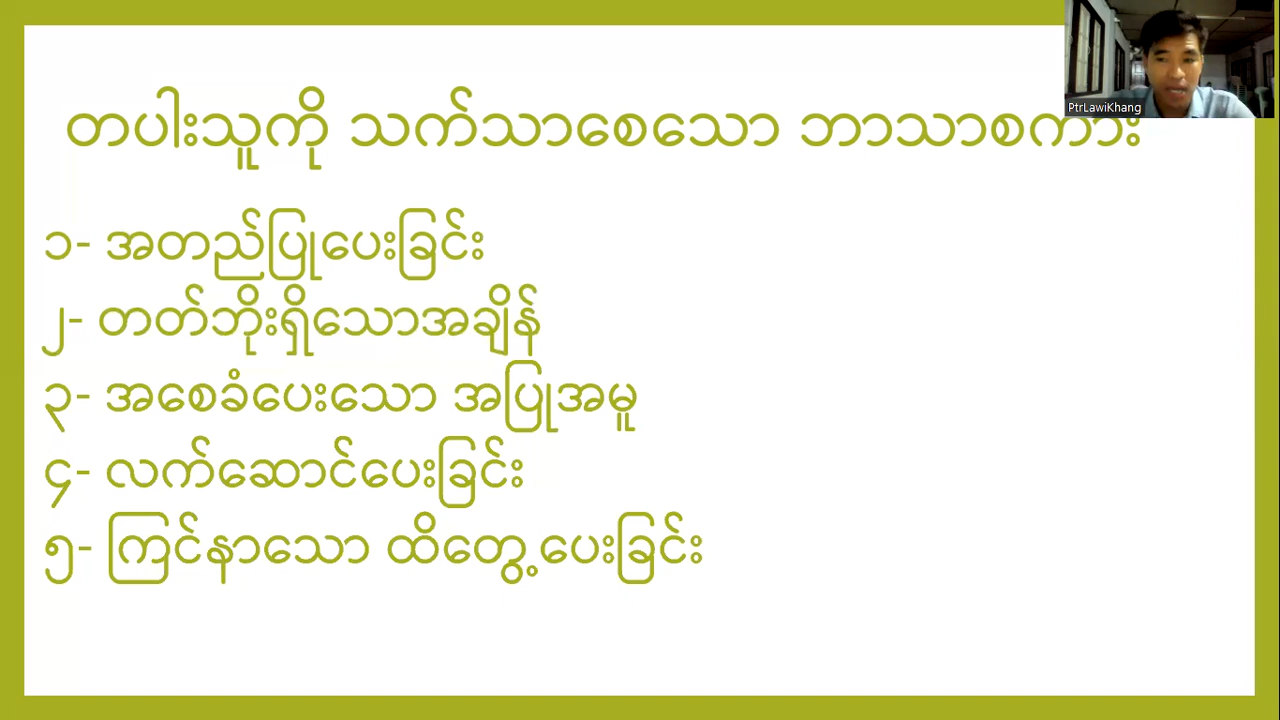 PtrLawiKhang
တပါးသူကို သက်သာစေသော ဘာသာစကား
၁- အတည်ပြုပေးခြင်း
၂- တတ်ဘိုးရှိသောအချိန်
၃- အစေခံပေးသော အပြုအမူ
၄- လက်ဆောင်ပေးခြင်း
၅- ကြင်နာသော ထိတွေ့ပေးခြင်း